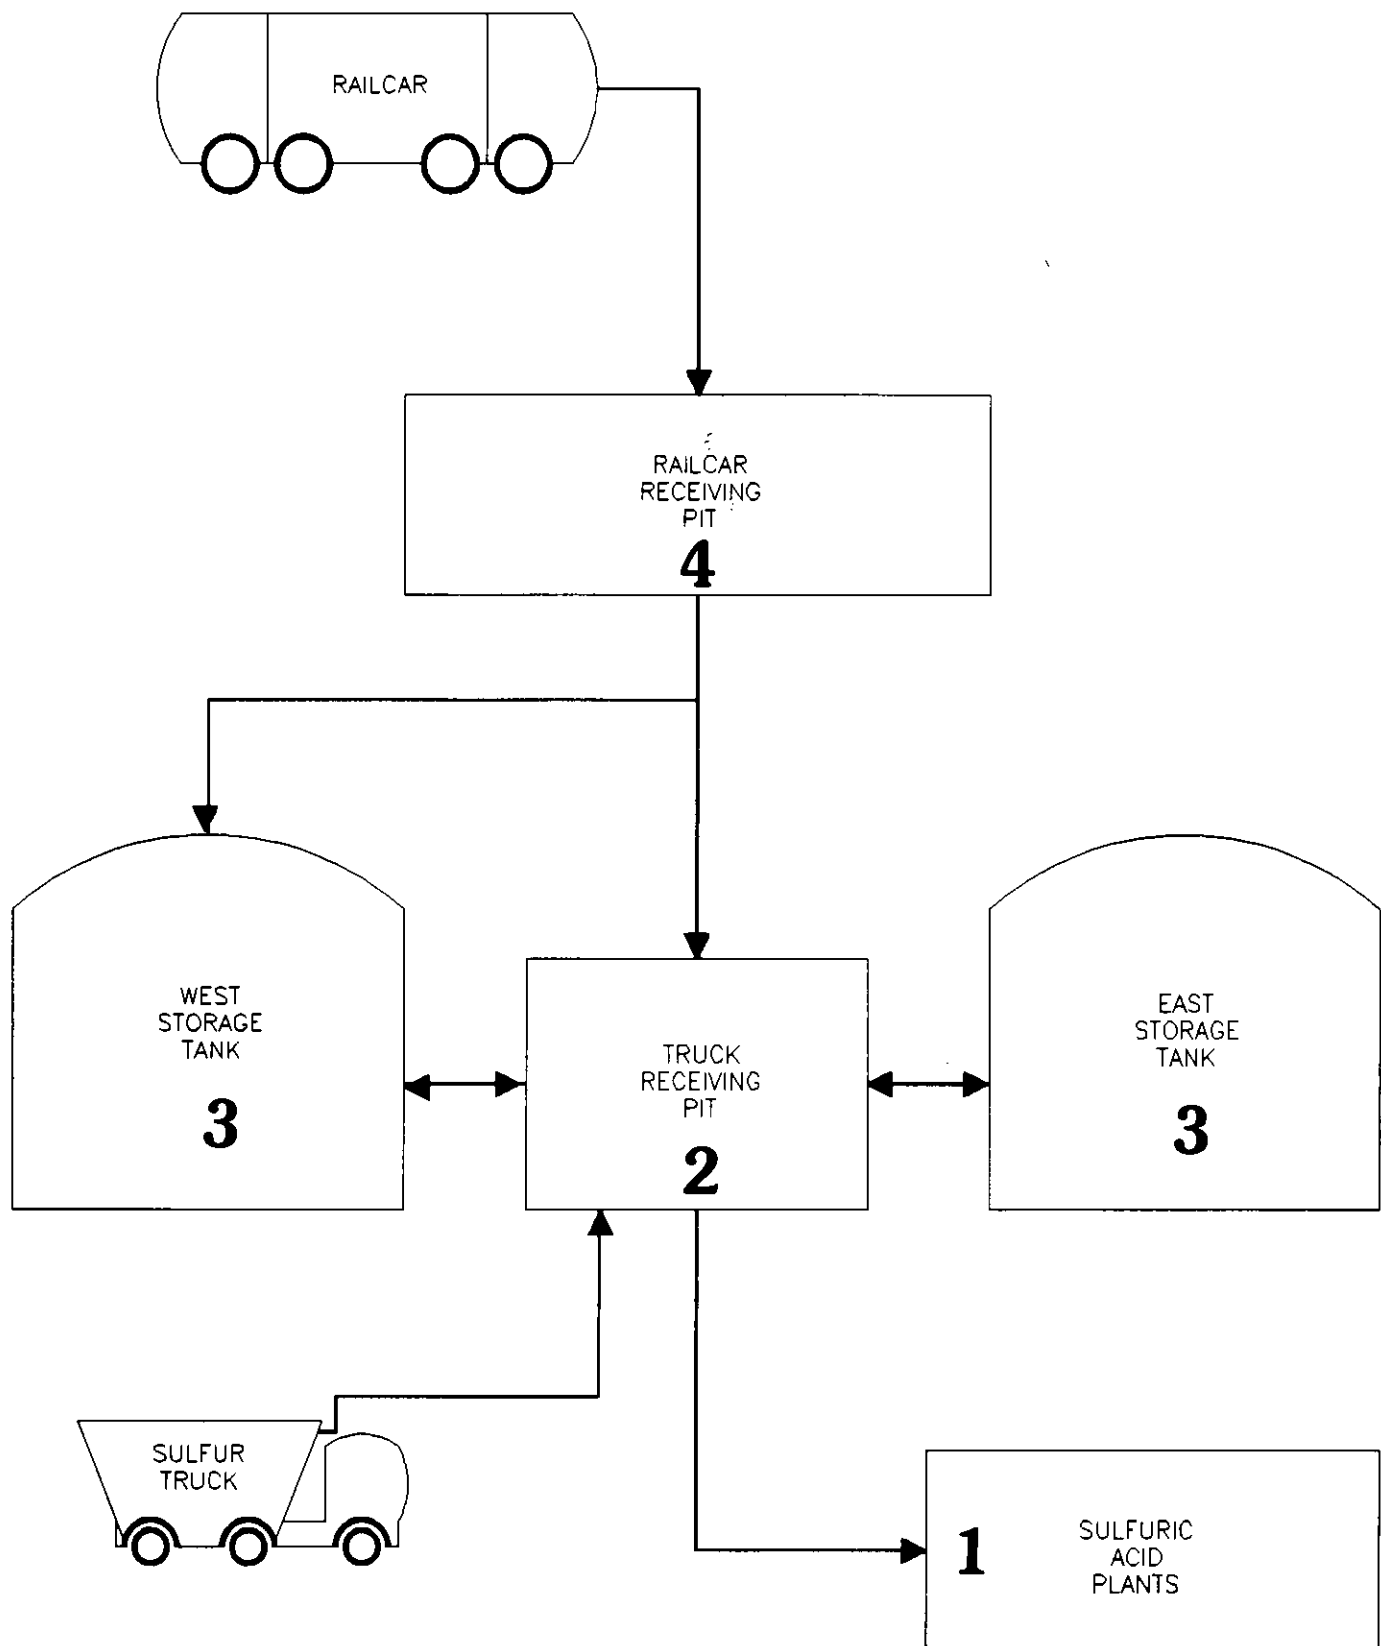 RAILCAR
RAILCAR
RECEIVING
PIT
4
WEST
STORAGE
TANK
3
TRUCK
RECEIVING
PIT
2
EAST
STORAGE
TANK
3
SULFUR
TRUCK
1
SULFURIC
ACID
PLANTS